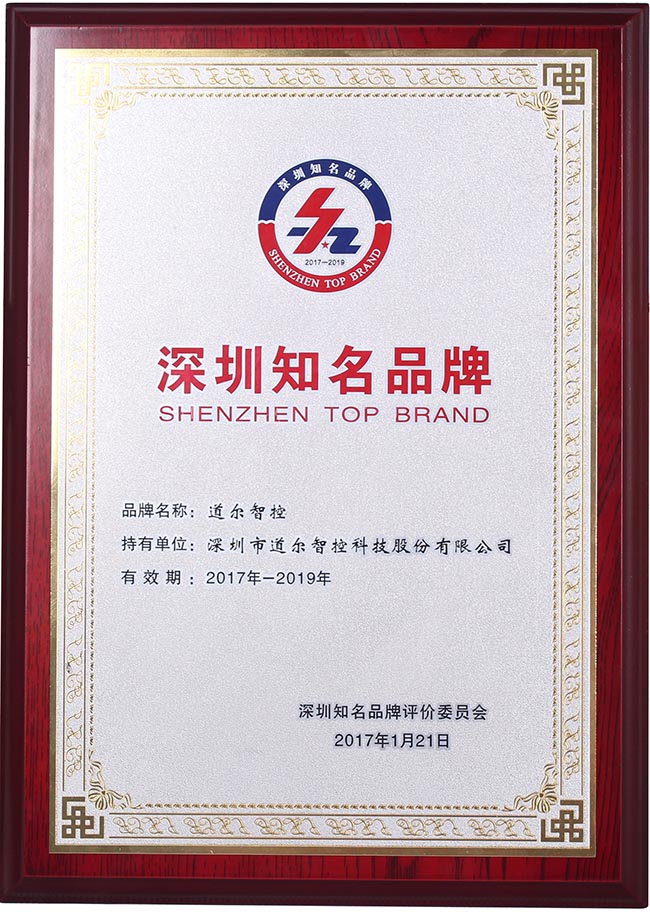 深圳知名品牌
2017-2019
SHENZHEN TOP BRAND
深圳知名品牌
SHENZHEN TOP BRAND
品牌名称：道尔智控
持有单位：深圳市道尔智控科技股份有限公司
有效期：2017年-2019年
深圳知名品牌评价委员会
2017年1月21日